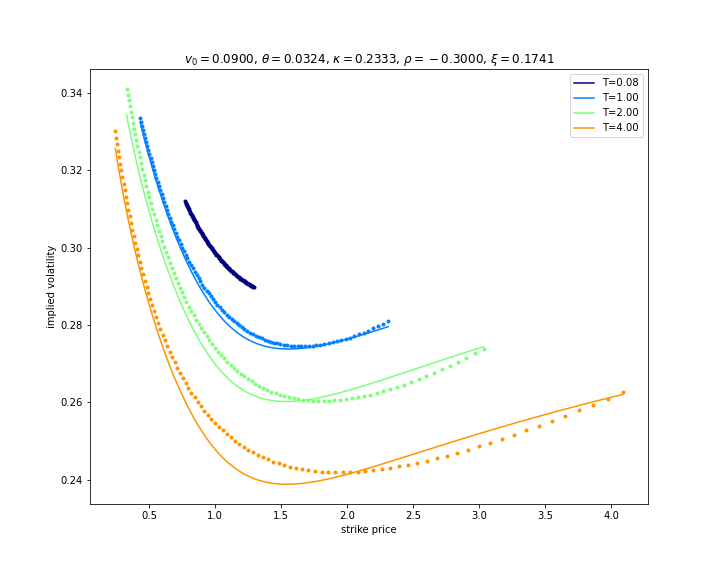 v₀ = 0.0900, θ = 0.0324, κ = 0.2333, ρ = −0.3000, ξ = 0.1741
T=0.08
T=1.00
T=2.00
T=4.00
implied volatility
0.34
0.32
0.30
0.28
0.26
0.24
0.5
1.0
1.5
2.0
2.5
3.0
3.5
4.0
strike price